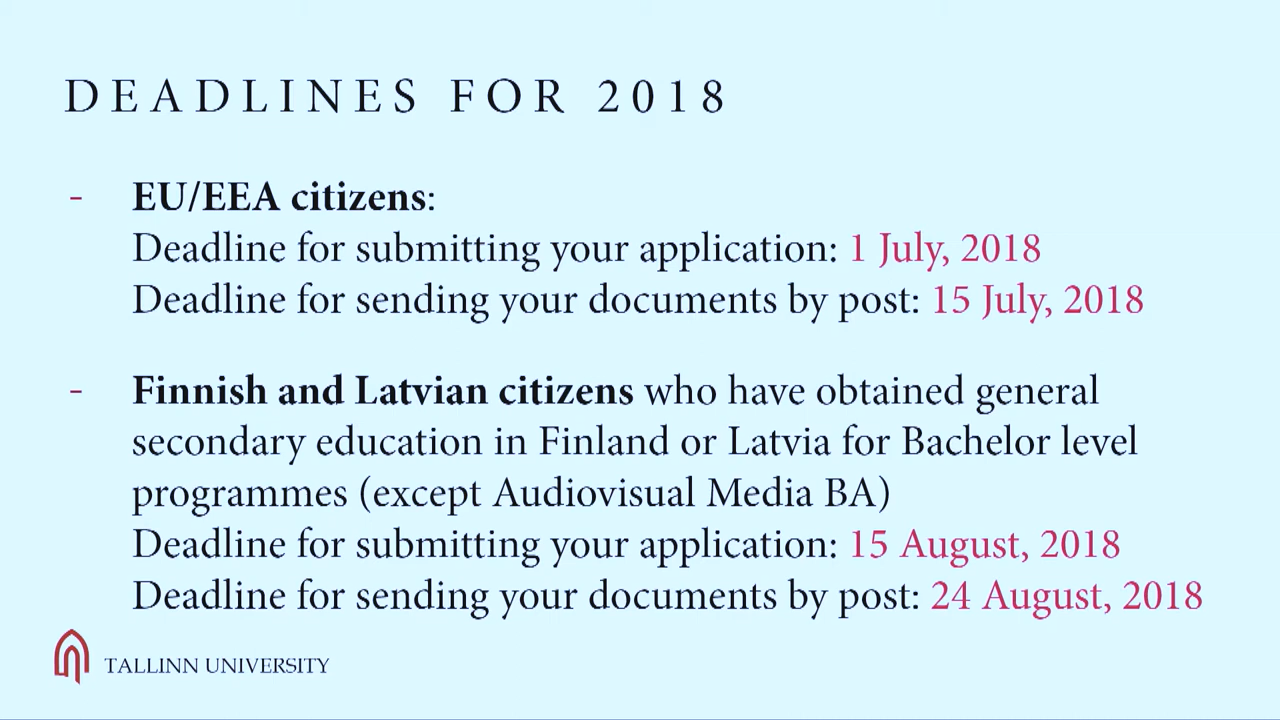 DEADLINES FOR 2018
- EU/EEA citizens:
Deadline for submitting your application: 1 July, 2018
Deadline for sending your documents by post: 15 July, 2018
- Finnish and Latvian citizens who have obtained general
secondary education in Finland or Latvia for Bachelor level
programmes (except Audiovisual Media BA)
Deadline for submitting your application: 15 August, 2018
Deadline for sending your documents by post: 24 August, 2018
TALLINN UNIVERSITY